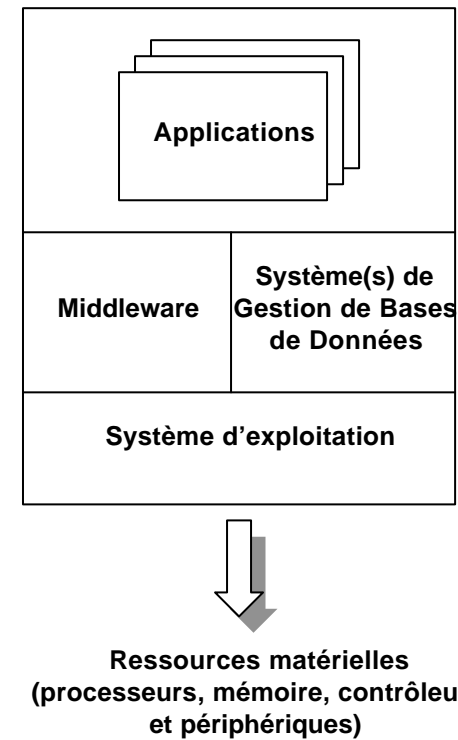 Applications
Middleware
Système(s) de
Gestion de Bases
de Données
Système d'exploitation
Ressources matérielles
(processeurs, mémoire, contrôleu
et périphériques)